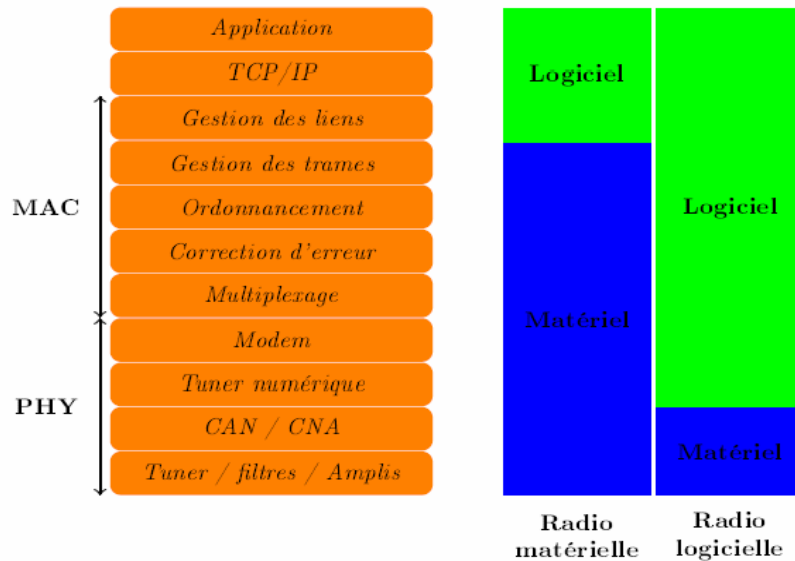 Application
TCP/IP
Gestion des liens
Gestion des trames
Ordonnancement
Correction d'erreur
Multiplexage
Modem
Tuner numérique
CAN / CNA
Tuner / filtres / Amplis
MAC
PHY
Logiciel
Matériel
Logiciel
Matériel
Radio
matérielle
Radio
logicielle